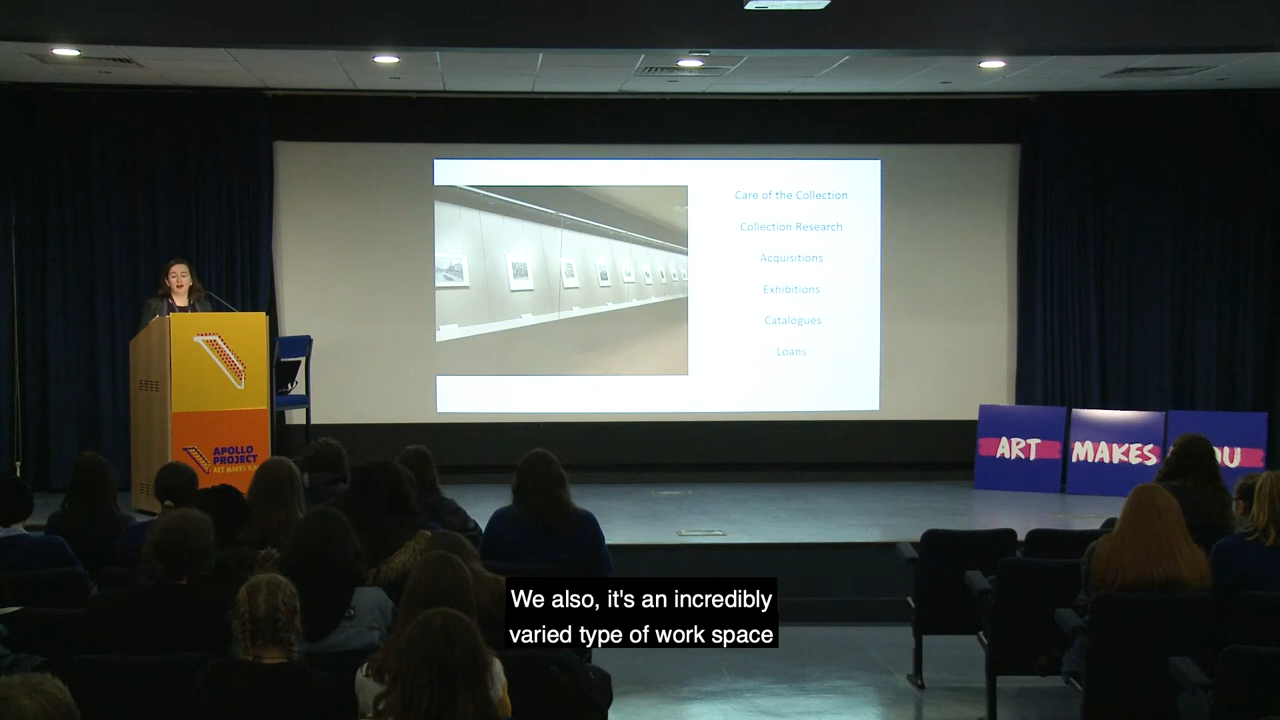 Care of the Collection
Collection Research
Acquisitions
Exhibitions
Catalogues
Loans
APOLLO
PROJECT
ART MAKES YOU
ART
MAKES
OU
We also, it's an incredibly
varied type of work space